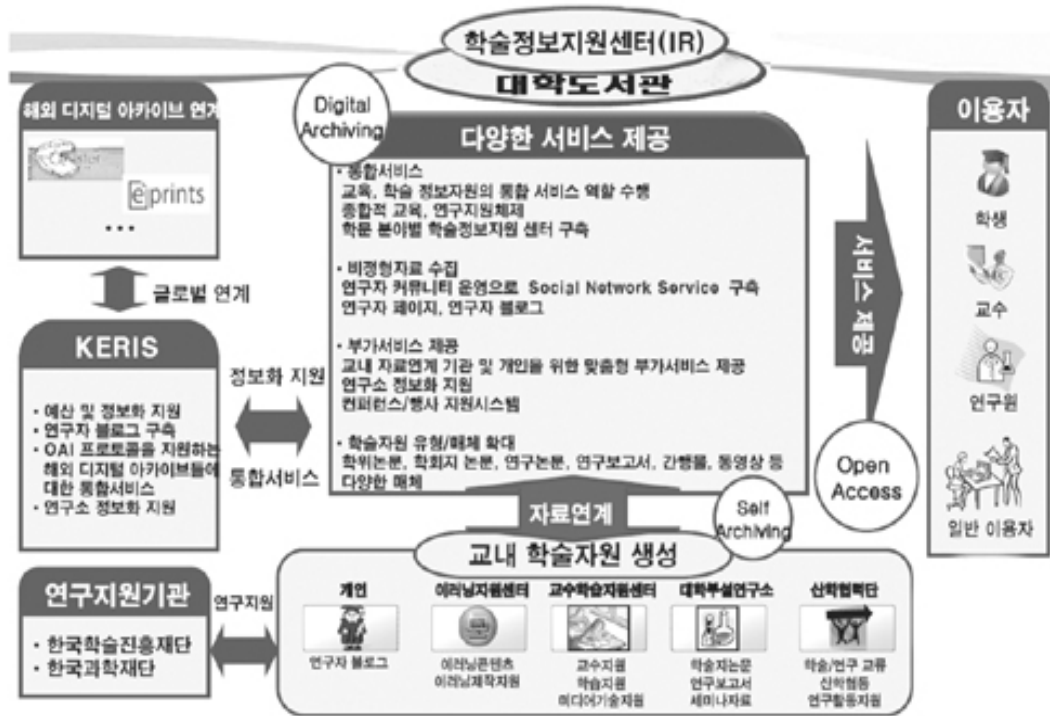 학술정보지원센터(IR)
대학도서관
해외 디지털 아카이브 연계
eprints
...
글로벌 연계
KERIS
• 예산 및 정보화 지원
• 연구자 블로그 구축
• OAI 프로토콜을 지원하는
해외 디지털 아카이브들에
대한 통합서비스
• 연구소 정보화 지원
정보화 지원
통합서비스
연구지원기관
• 한국학술진흥재단
• 한국과학재단
연구지원
Digital
Archiving
다양한 서비스 제공
• 통합서비스
교육, 학술 정보자원의 통합 서비스 역할 수행
종합적 교육, 연구지원체제
학문 분야별 학술정보지원 센터 구축
• 비정형자료 수집
연구자 커뮤니티 운영으로 Social Network Service 구축
연구자 페이지, 연구자 블로그
• 부가서비스 제공
교내 자료연계 기관 및 개인을 위한 맞춤형 부가서비스 제공
연구소 정보화 지원
컨퍼런스/행사 지원시스템
• 학술자원 유형/매체 확대
학위논문, 학회지 논문, 연구논문, 연구보고서, 간행물, 동영상 등
다양한 매체
자료연계
Self
Archiving
교내 학술자원 생성
개인
연구자 블로그
이러닝지원센터
이러닝콘텐츠
이러닝제작지원
교수학습지원센터
교수지원
학습지원
미디어기술지원
대학부설연구소
학술지논문
연구보고서
세미나자료
산학협력단
학술/연구 교류
산학협동
연구활동지원
서비스 제공
Open
Access
이용자
학생
교수
연구원
일반 이용자